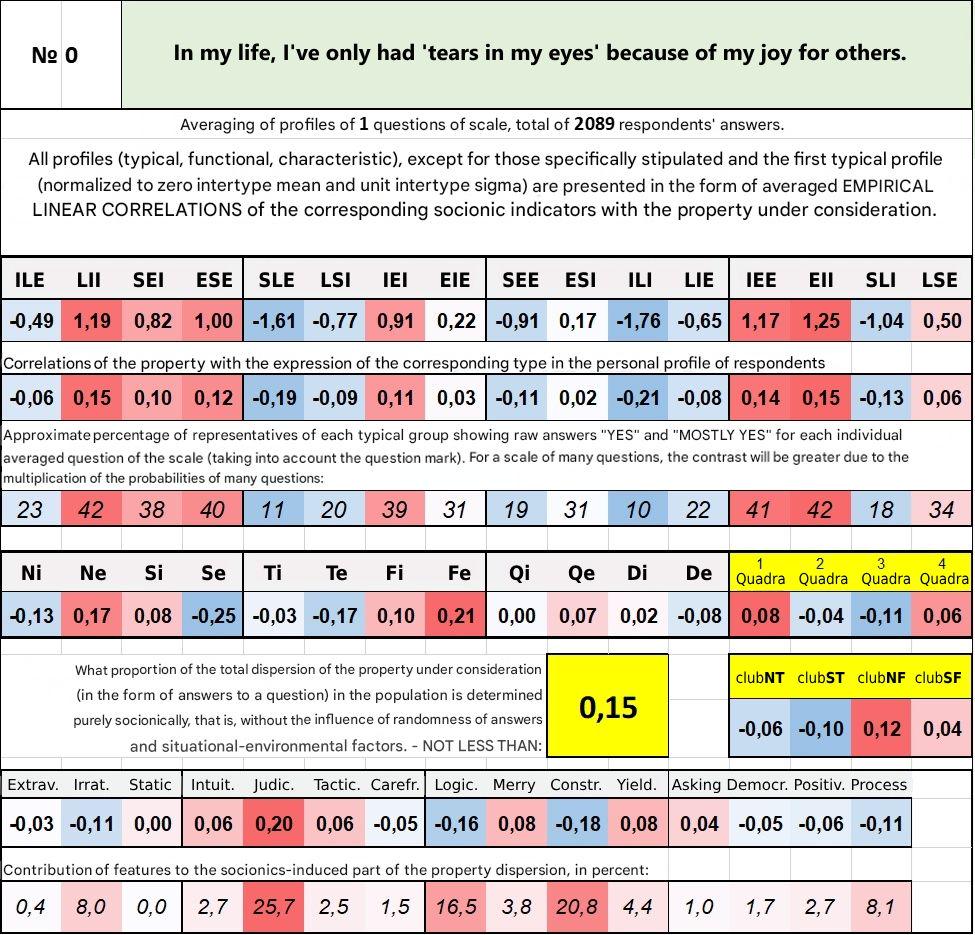 № 0
In my life, I've only had 'tears in my eyes' because of my joy for others.
Averaging of profiles of 1 questions of scale, total of 2089 respondents' answers.
All profiles (typical, functional, characteristic), except for those specifically stipulated and the first typical profile
(normalized to zero intertype mean and unit intertype sigma) are presented in the form of averaged EMPIRICAL
LINEAR CORRELATIONS of the corresponding socionic indicators with the property under consideration.
ILE LII SEI ESE SLE LSI IEI EIE SEE ESI ILI LIE IEE EII SLI LSE
-0,49 1,19 0,82 1,00 -1,61 -0,77 0,91 0,22 -0,91 0,17 -1,76 -0,65 1,17 1,25 -1,04 0,50
Correlations of the property with the expression of the corresponding type in the personal profile of respondents
-0,06 0,15 0,10 0,12 -0,19 -0,09 0,11 0,03 -0,11 0,02 -0,21 -0,08 0,14 0,15 -0,13 0,06
Approximate percentage of representatives of each typical group showing raw answers "YES" and "MOSTLY YES" for each individual
averaged question of the scale (taking into account the question mark). For a scale of many questions, the contrast will be greater due to the
multiplication of the probabilities of many questions:
23 42 38 40 11 20 39 31 19 31 10 22 41 42 18 34
Ni Ne Si Se Ti Te Fi Fe Qi Qe Di De 1 Quadra 2 Quadra 3 Quadra 4 Quadra
-0,13 0,17 0,08 -0,25 -0,03 -0,17 0,10 0,21 0,00 0,07 0,02 -0,08 0,08 -0,04 -0,11 0,06
What proportion of the total dispersion of the property under consideration
(in the form of answers to a question) in the population is determined
purely socionically, that is, without the influence of randomness of answers
and situational-environmental factors. - NOT LESS THAN:
0,15
clubNT clubST clubNF clubSF
-0,06 -0,10 0,12 0,04
Extrav. Irrat. Static Intuit. Judic. Tactic. Carefr. Logic. Merry Constr. Yield. Asking Democr. Positiv. Process
-0,03 -0,11 0,00 0,06 0,20 0,06 -0,05 -0,16 0,08 -0,18 0,08 0,04 -0,05 -0,06 -0,11
Contribution of features to the socionics-induced part of the property dispersion, in percent:
0,4 8,0 0,0 2,7 25,7 2,5 1,5 16,5 3,8 20,8 4,4 1,0 1,7 2,7 8,1